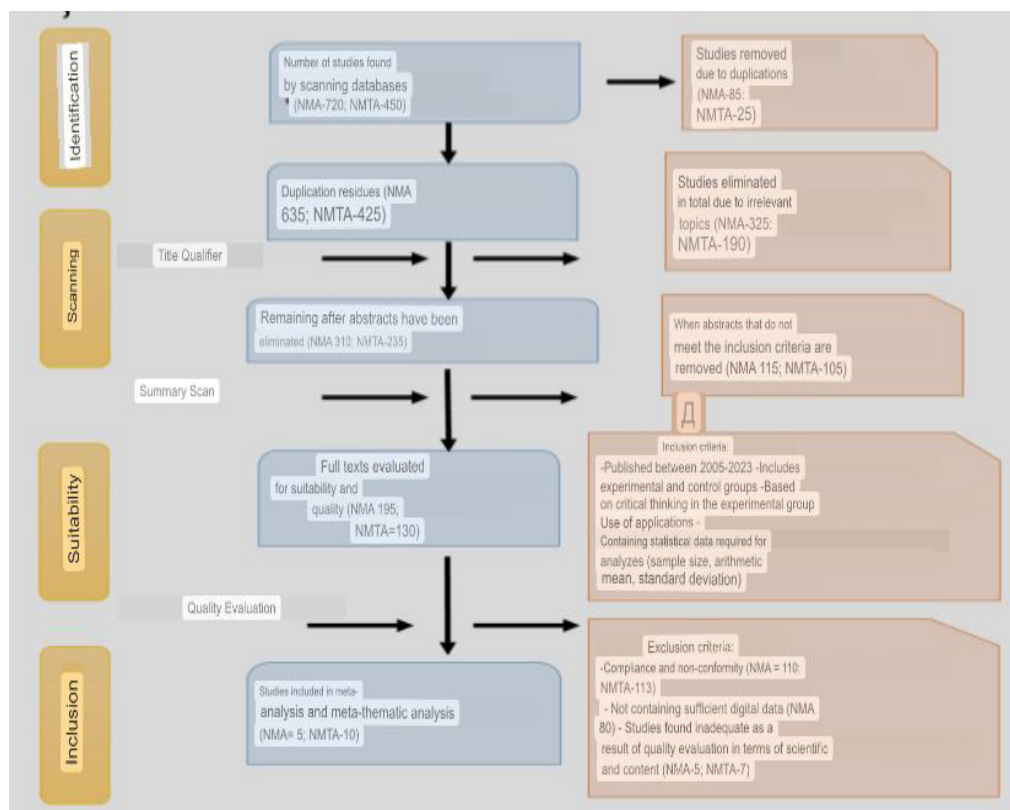 Identification
Number of studies found
by scanning databases
(NMA-720; NMTA-450)
Studies removed
due to duplications
(NMA-85:
NMTA-25)
Duplication residues (NMA
635; NMTA-425)
Studies eliminated
in total due to irrelevant
topics (NMA-325:
NMTA-190)
Scanning
Title Qualifier
Remaining after abstracts have been
eliminated (NMA 310; NMTA-235)
When abstracts that do not
meet the inclusion criteria are
removed (NMA 115; NMTA-105)
Summary Scan
Д
Suitability
Full texts evaluated
for suitability and
quality (NMA 195;
NMTA=130)
Inclusion criteria:
-Published between 2005-2023 -Includes
experimental and control groups -Based
on critical thinking in the experimental group
Use of applications -
Containing statistical data required for
analyzes (sample size, arithmetic
mean, standard deviation)
Quality Evaluation
Inclusion
Studies included in meta-
analysis and meta-thematic analysis
(NMA= 5; NMTA-10)
Exclusion criteria:
-Compliance and non-conformity (NMA = 110;
NMTA-113)
- Not containing sufficient digital data (NMA
80) - Studies found inadequate as a
result of quality evaluation in terms of scientific
and content (NMA-5; NMTA-7)